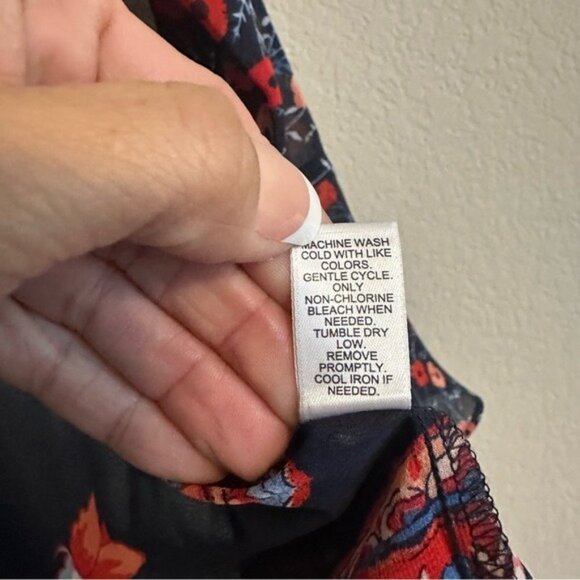 MACHINE WASH
COLD WITH LIKE
COLORS.
GENTLE CYCLE.
ONLY
NON-CHLORINE
BLEACH WHEN
NEEDED.
TUMBLE DRY
LOW.
REMOVE
PROMPTLY.
COOL IRON IF
NEEDED.